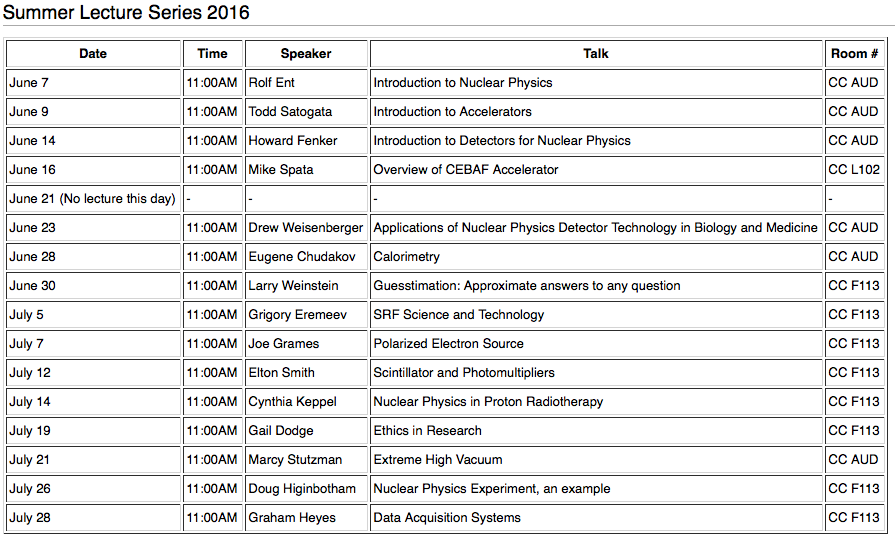 Summer Lecture Series 2016
Date Time Speaker Talk Room #
June 7 11:00AM Rolf Ent Introduction to Nuclear Physics CC AUD
June 9 11:00AM Todd Satogata Introduction to Accelerators CC AUD
June 14 11:00AM Howard Fenker Introduction to Detectors for Nuclear Physics CC AUD
June 16 11:00AM Mike Spata Overview of CEBAF Accelerator CC L102
June 21 (No lecture this day) - - - -
June 23 11:00AM Drew Weisenberger Applications of Nuclear Physics Detector Technology in Biology and Medicine CC AUD
June 28 11:00AM Eugene Chudakov Calorimetry CC AUD
June 30 11:00AM Larry Weinstein Guesstimation: Approximate answers to any question CC F113
July 5 11:00AM Grigory Eremeev SRF Science and Technology CC F113
July 7 11:00AM Joe Grames Polarized Electron Source CC F113
July 12 11:00AM Elton Smith Scintillator and Photomultipliers CC F113
July 14 11:00AM Cynthia Keppel Nuclear Physics in Proton Radiotherapy CC F113
July 19 11:00AM Gail Dodge Ethics in Research CC F113
July 21 11:00AM Marcy Stutzman Extreme High Vacuum CC AUD
July 26 11:00AM Doug Higinbotham Nuclear Physics Experiment, an example CC F113
July 28 11:00AM Graham Heyes Data Acquisition Systems CC F113